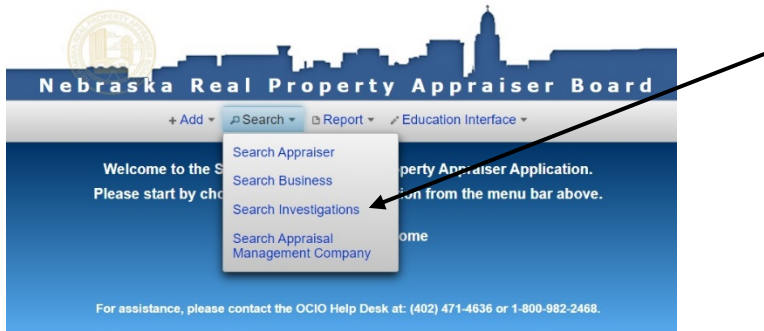 Nebraska Real Property Appraiser Board
+ Add Search Report Education Interface
Search Appraiser
Search Business
Search Investigations
Search Appraisal
Management Company
Welcome to the S perty Appraiser Application.
Please start by cho ion from the menu bar above.
ome
For assistance, please contact the OCIO Help Desk at: (402) 471-4636 or 1-800-982-2468.